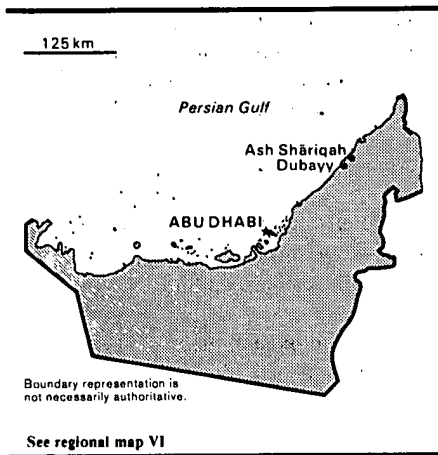 125 km
Persian Gulf
Ash Shāriqah
Dubayy
ABU DHABI
Boundary representation is
not necessarily authoritative.
See regional map VI